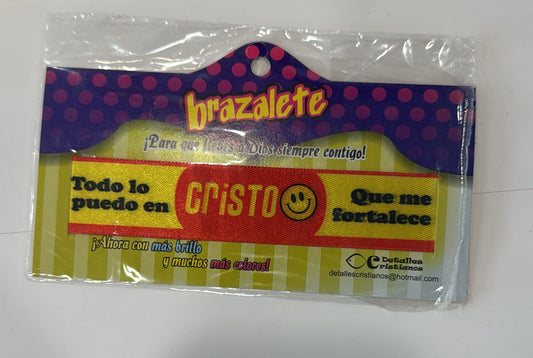 brazalete
¡Para que a Dios siempre contigo!
Todo lo
puedo en
CRiSTO
Que me
fortalece
¡Ahora con más brillo
y muchos más colores!
Detalles
Cristianos
detallescristianos@hotmail.com